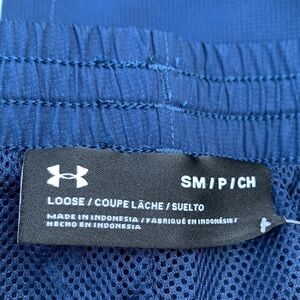 SM / P / CH
LOOSE / COUPE LÂCHE / SUELTO
MADE IN INDONESIA / FABRIQUÉ EN INDONÉSIE /
HECHO EN INDONESIA